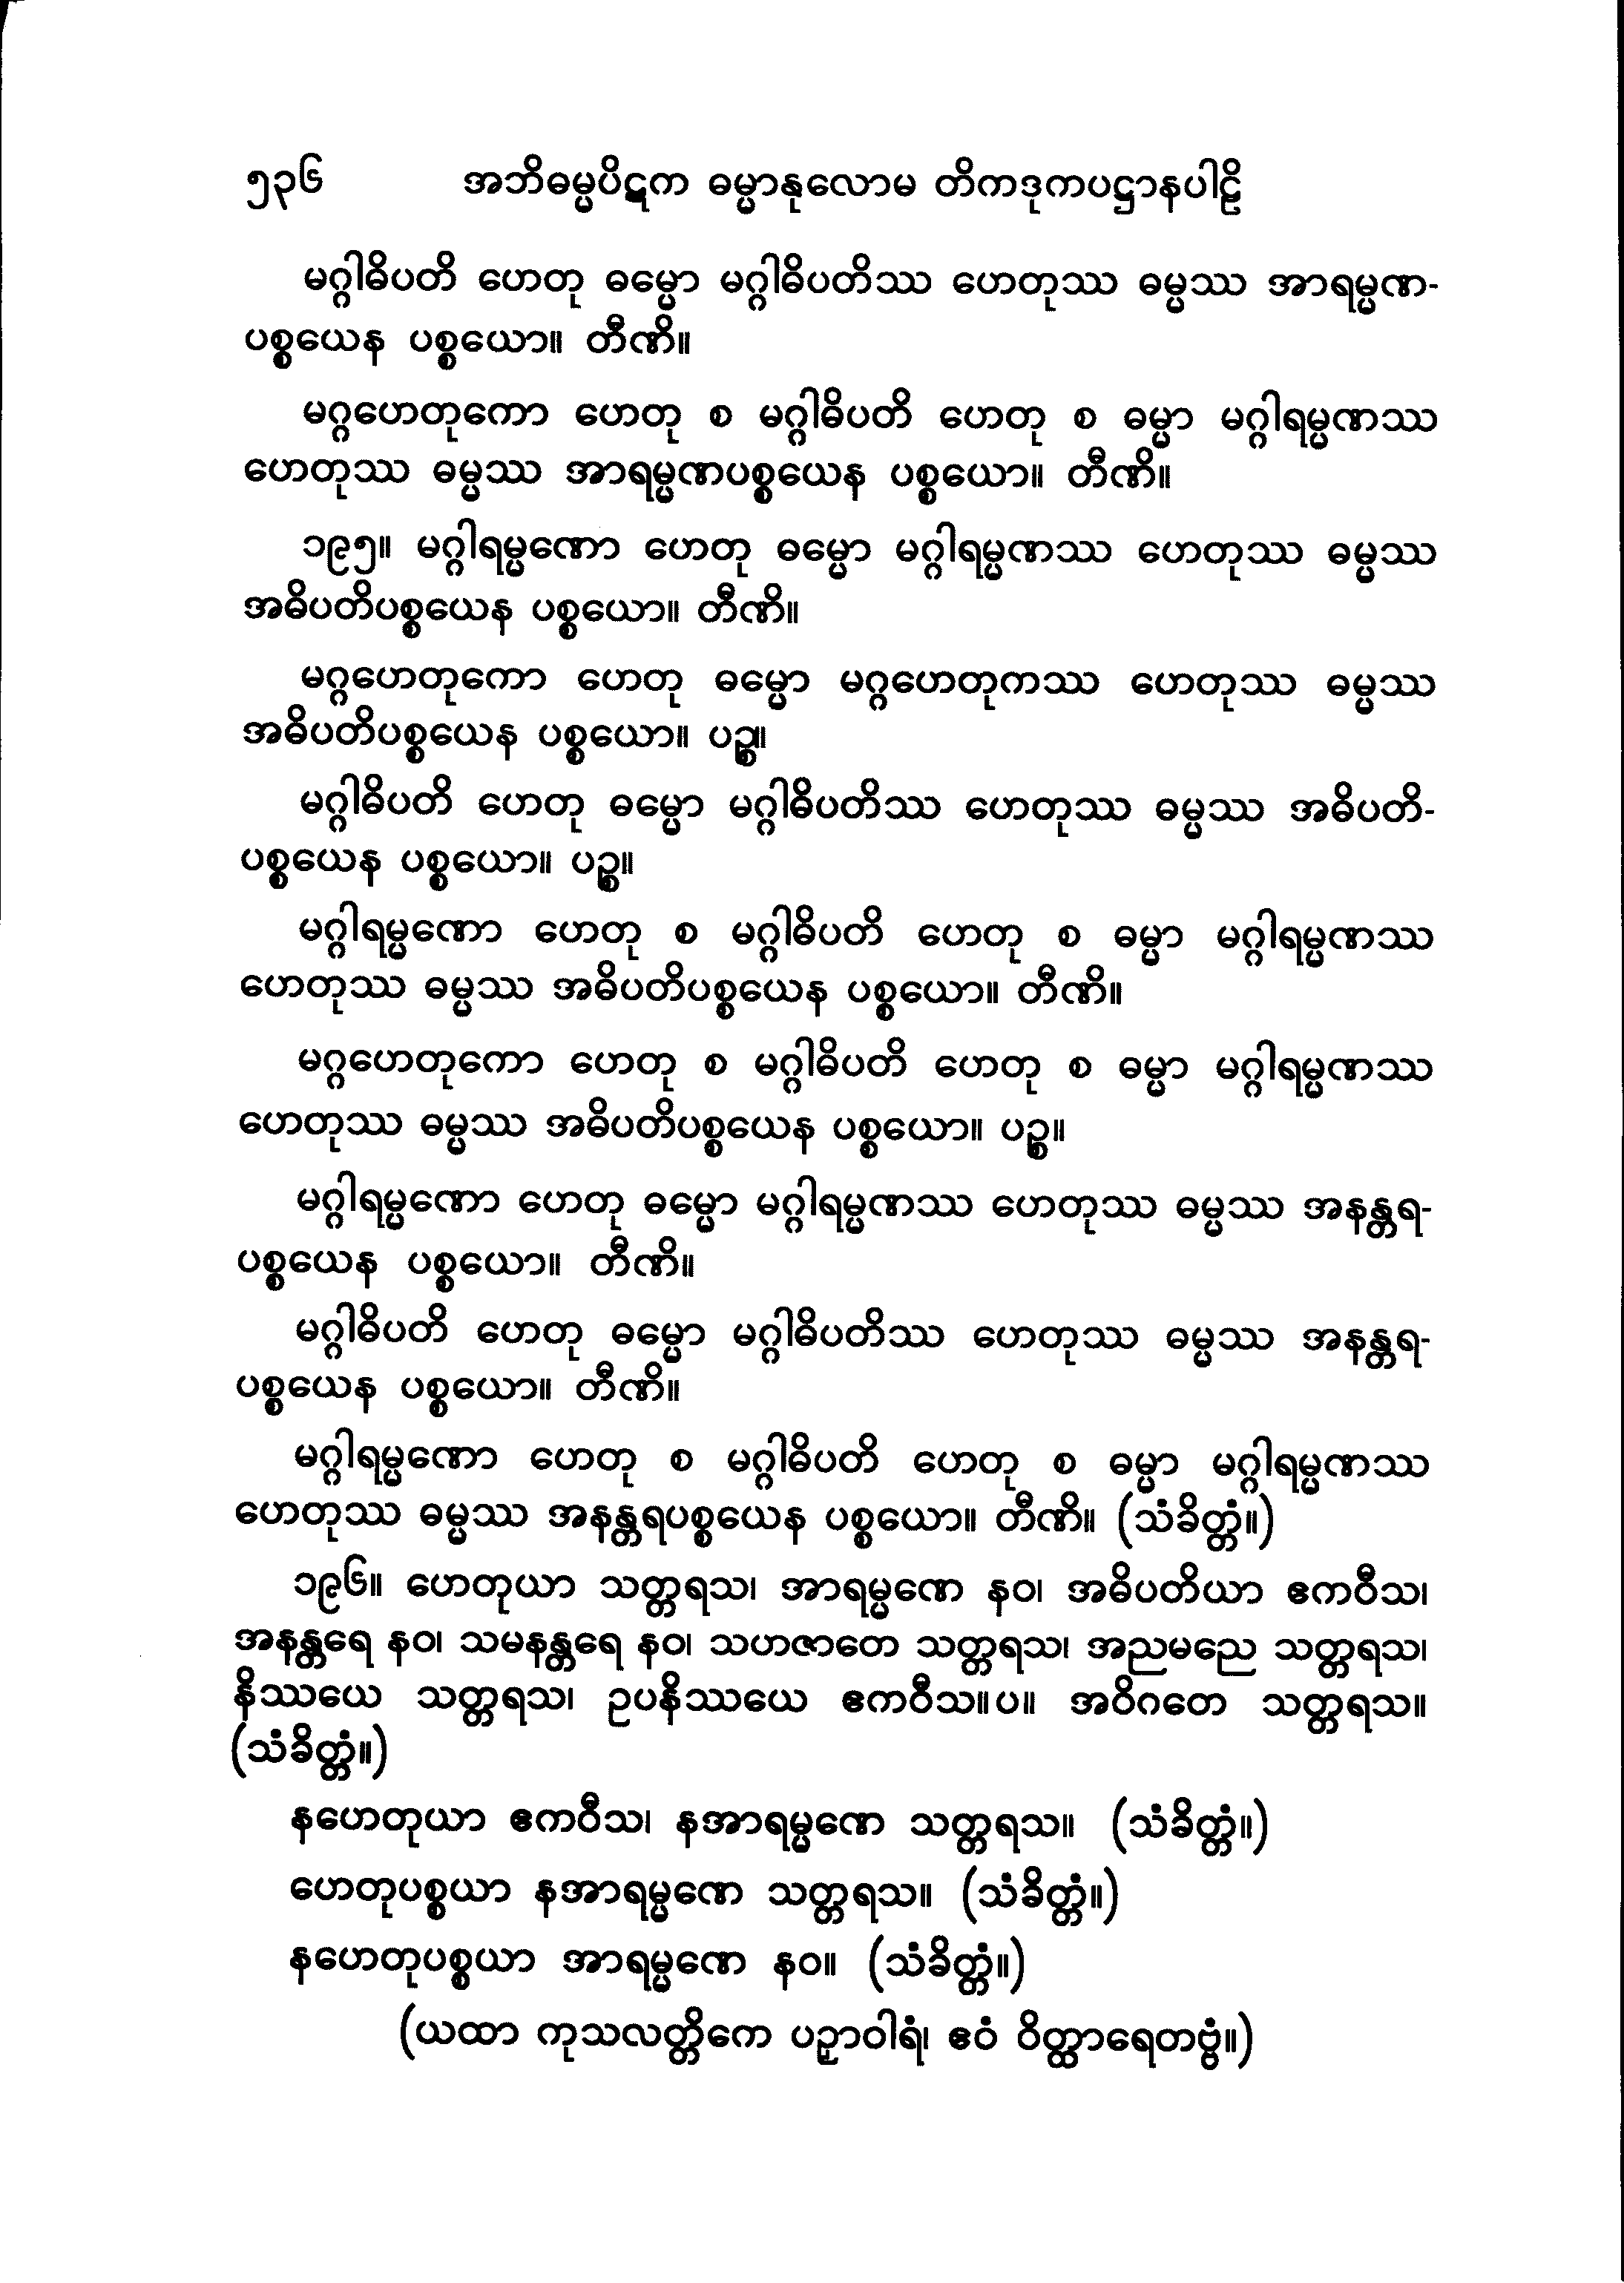 ၅၃၆ အဘိဓမ္မပိဋက ဓမ္မာနုလောမ တိကဒုကပဋ္ဌာနပါဠိ
မဂ္ဂါဓိပတိ ဟေတု ဓမ္မော မဂ္ဂါဓိပတိဿ ဟေတုဿ ဓမ္မဿ အာရမ္မဏ-
ပစ္စယေန ပစ္စယော။ တီဏိ။
မဂ္ဂဟေတုကော ဟေတု စ မဂ္ဂါဓိပတိ ဟေတု စ ဓမ္မာ မဂ္ဂါရမ္မဏဿ
ဟေတုဿ ဓမ္မဿ အာရမ္မဏပစ္စယေန ပစ္စယော။ တီဏိ။
၁၉၅။ မဂ္ဂါရမ္မဏော ဟေတု ဓမ္မော မဂ္ဂါရမ္မဏဿ ဟေတုဿ ဓမ္မဿ
အဓိပတိပစ္စယေန ပစ္စယော။ တီဏိ။
မဂ္ဂဟေတုကော ဟေတု ဓမ္မော မဂ္ဂဟေတုကဿ ဟေတုဿ ဓမ္မဿ
အဓိပတိပစ္စယေန ပစ္စယော။ ပဉ္စ။
မဂ္ဂါဓိပတိ ဟေတု ဓမ္မော မဂ္ဂါဓိပတိဿ ဟေတုဿ ဓမ္မဿ အဓိပတိ-
ပစ္စယေန ပစ္စယော။ ပဉ္စ။
မဂ္ဂါရမ္မဏော ဟေတု စ မဂ္ဂါဓိပတိ ဟေတု စ ဓမ္မာ မဂ္ဂါရမ္မဏဿ
ဟေတုဿ ဓမ္မဿ အဓိပတိပစ္စယေန ပစ္စယော။ တီဏိ။
မဂ္ဂဟေတုကော ဟေတု စ မဂ္ဂါဓိပတိ ဟေတု စ ဓမ္မာ မဂ္ဂါရမ္မဏဿ
ဟေတုဿ ဓမ္မဿ အဓိပတိပစ္စယေန ပစ္စယော။ ပဉ္စ။
မဂ္ဂါရမ္မဏော ဟေတု ဓမ္မော မဂ္ဂါရမ္မဏဿ ဟေတုဿ ဓမ္မဿ အနန္တရ-
ပစ္စယေန ပစ္စယော။ တီဏိ။
မဂ္ဂါဓိပတိ ဟေတု ဓမ္မော မဂ္ဂါဓိပတိဿ ဟေတုဿ ဓမ္မဿ အနန္တရ-
ပစ္စယေန ပစ္စယော။ တီဏိ။
မဂ္ဂါရမ္မဏော ဟေတု စ မဂ္ဂါဓိပတိ ဟေတု စ ဓမ္မာ မဂ္ဂါရမ္မဏဿ
ဟေတုဿ ဓမ္မဿ အနန္တရပစ္စယေန ပစ္စယော။ တီဏိ။ (သံခိတ္တံ။)
၁၉၆။ ဟေတုယာ သတ္တရသ၊ အာရမ္မဏေ နဝ၊ အဓိပတိယာ ဧကဝီသ၊
အနန္တရေ နဝ၊ သမနန္တရေ နဝ၊ သဟဇာတေ သတ္တရသ၊ အညမညေ သတ္တရသ၊
နိဿယေ သတ္တရသ၊ ဥပနိဿယေ ဧကဝီသ။ပ။ အဝိဂတေ သတ္တရသ။
(သံခိတ္တံ။)
နဟေတုယာ ဧကဝီသ၊ နအာရမ္မဏေ သတ္တရသ။ (သံခိတ္တံ။)
ဟေတုပစ္စယာ နအာရမ္မဏေ သတ္တရသ။ (သံခိတ္တံ။)
နဟေတုပစ္စယာ အာရမ္မဏေ နဝ။ (သံခိတ္တံ။)
(ယထာ ကုသလတ္တိကေ ပဉှာဝါရံ၊ ဧဝံ ဝိတ္ထာရေတဗ္ဗံ။)